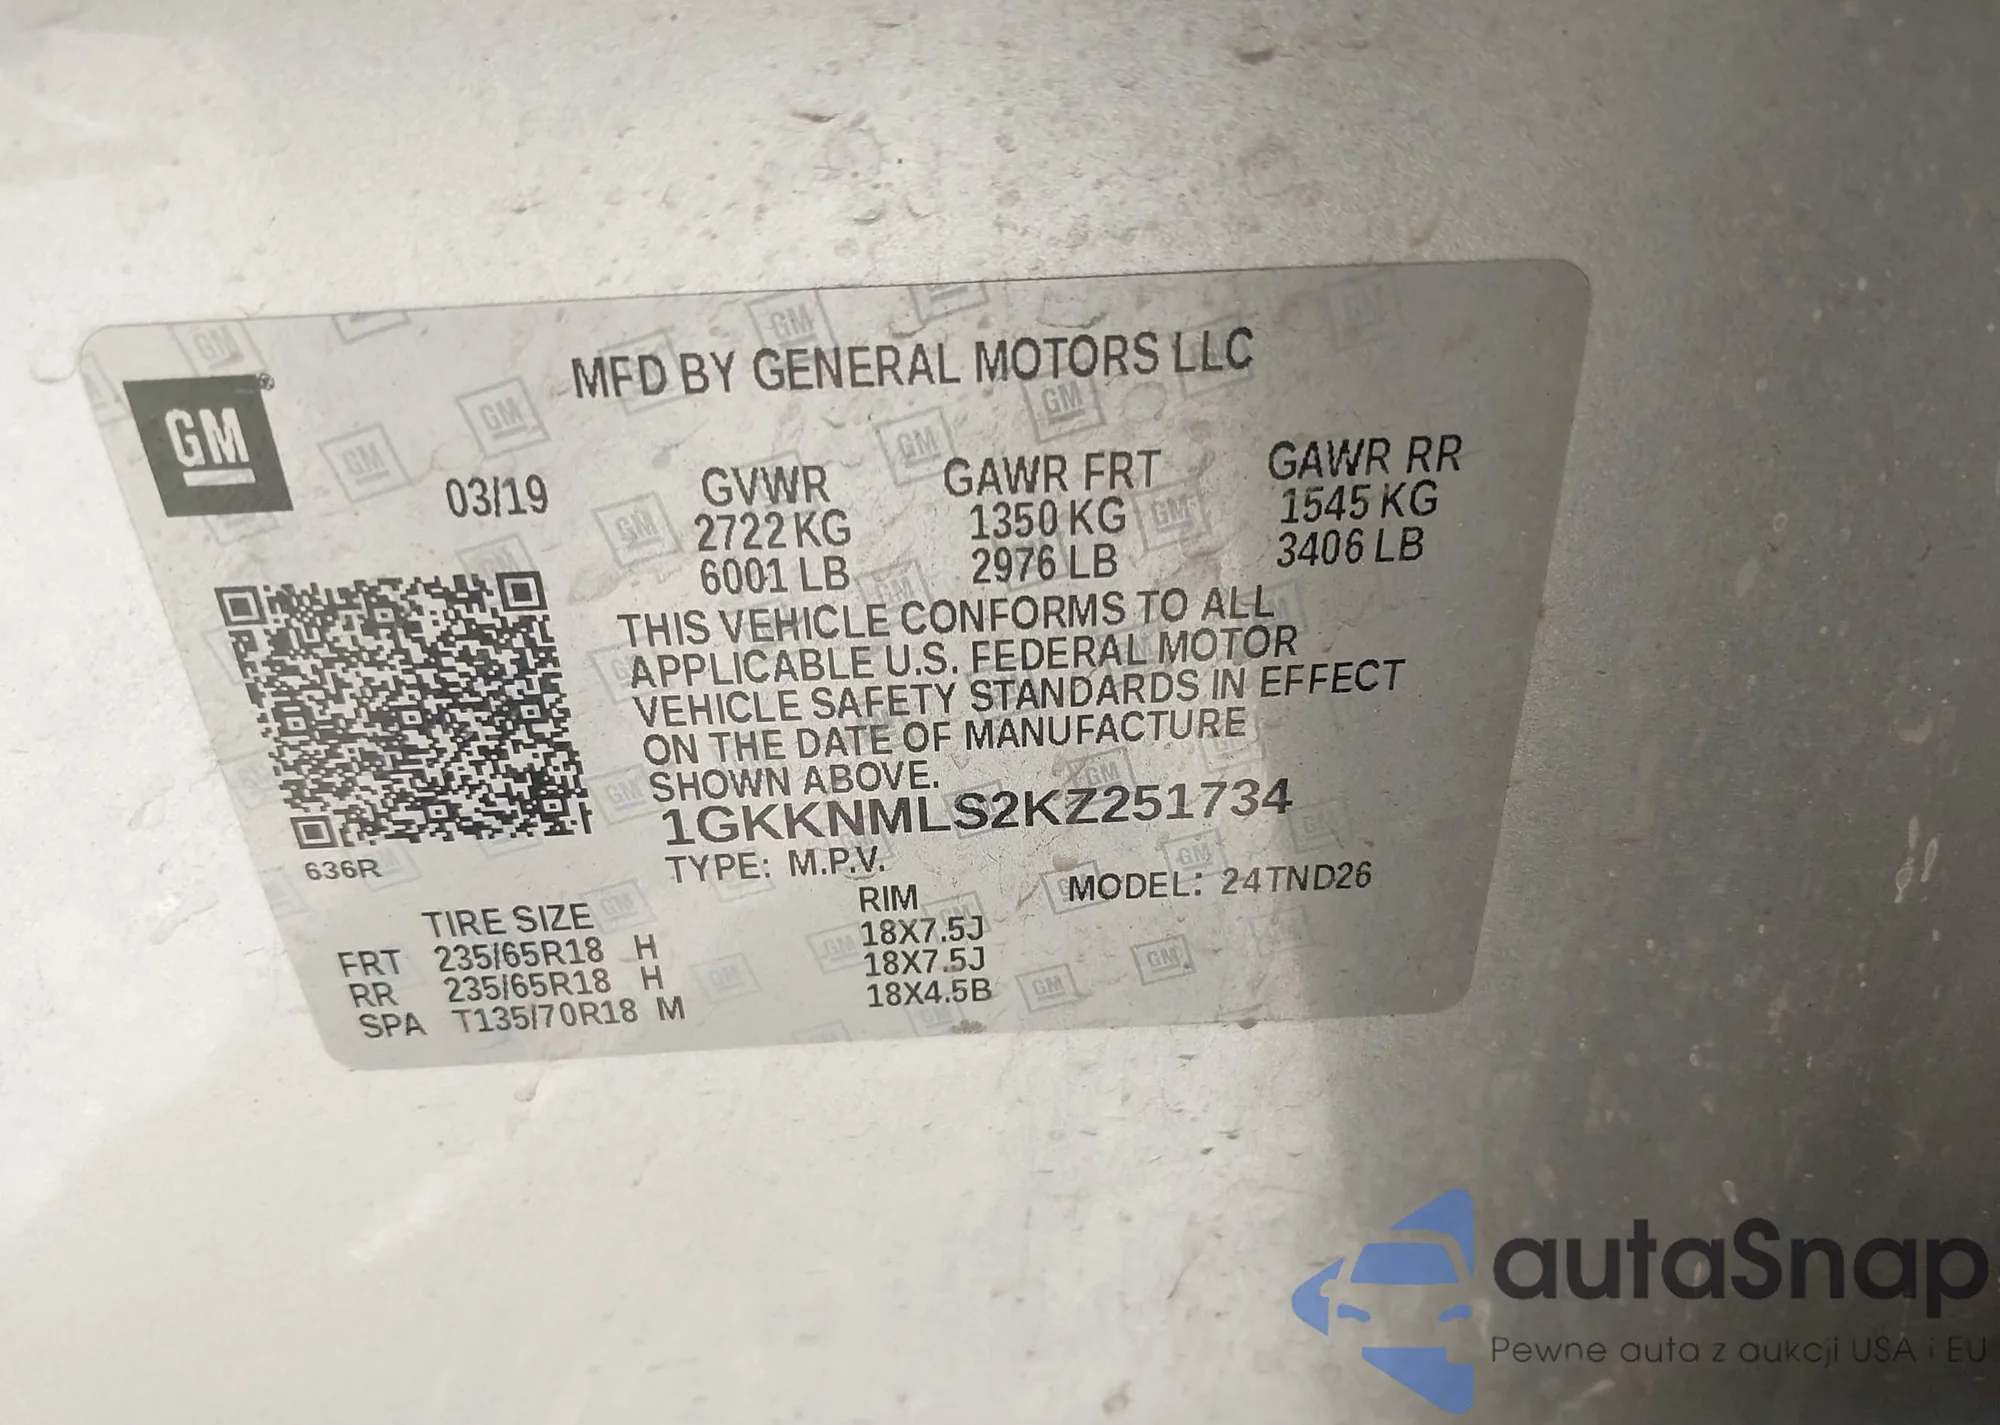 MFD BY GENERAL MOTORS LLC
GM®
03/19 GVWR GAWR FRT GAWR RR
2722 KG 1350 KG 1545 KG
6001 LB 2976 LB 3406 LB
THIS VEHICLE CONFORMS TO ALL
APPLICABLE U.S. FEDERAL MOTOR
VEHICLE SAFETY STANDARDS IN EFFECT
ON THE DATE OF MANUFACTURE
SHOWN ABOVE.
1GKKNMLS2KZ251734
636R
TYPE: M.P.V. MODEL: 24TND26
TIRE SIZE RIM
FRT 235/65R18 H 18X7.5J
RR 235/65R18 H 18X7.5J
SPA T135/70R18 M 18X4.5B
autaSnap
Pewne auta z aukcji USA i EU